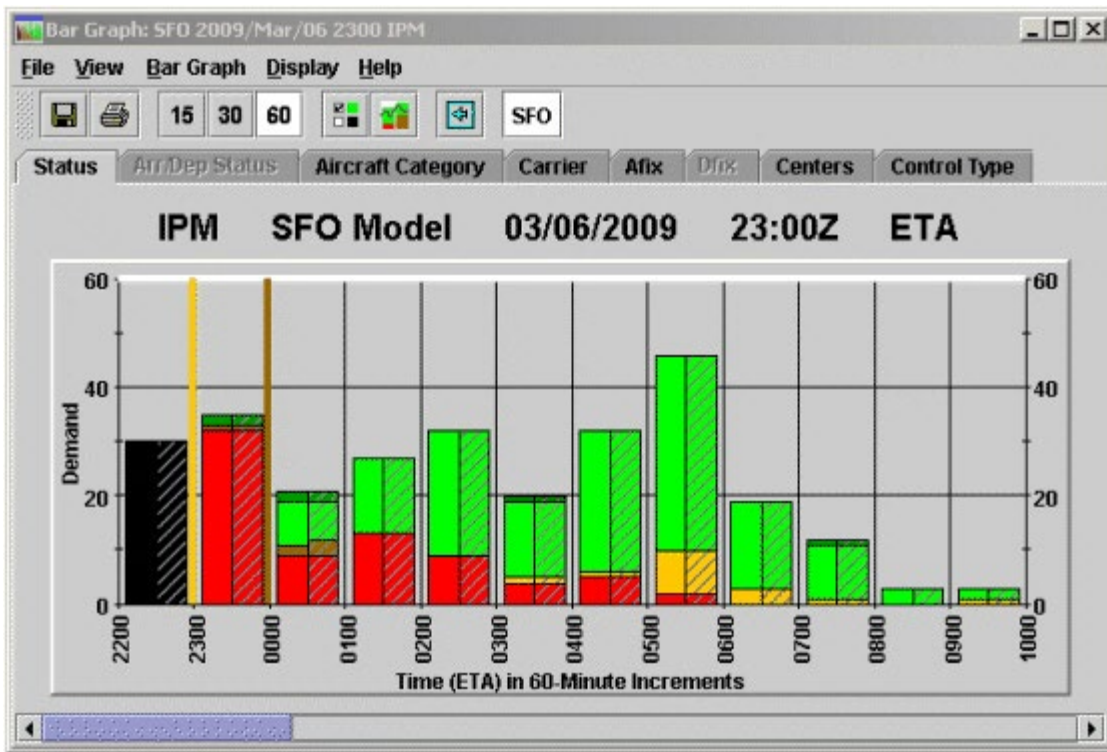 Bar Graph: SFO 2009/Mar/06 2300 IPM
File View Bar Graph Display Help
15 30 60 SFO
Status Arr/Dep Status Aircraft Category Carrier Afix Dfix Centers Control Type
IPM SFO Model 03/06/2009 23:00Z ETA
60 60
40 40
20 20
0 0
Demand
2200 2300 0000 0100 0200 0300 0400 0500 0600 0700 0800 0900 1000
Time (ETA) in 60-Minute Increments